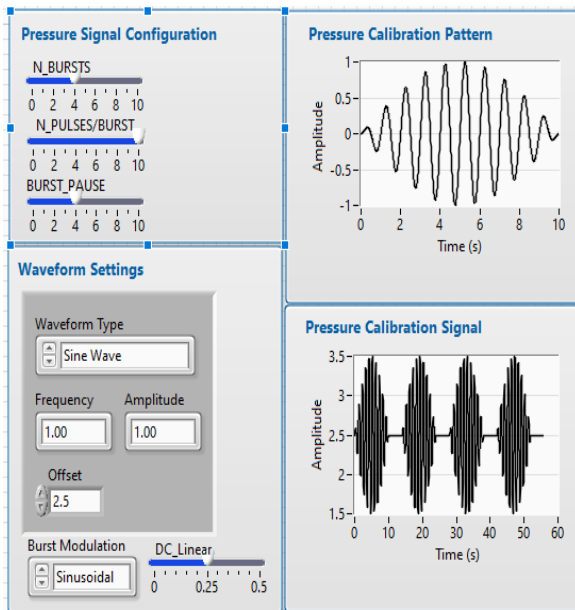 Pressure Signal Configuration
N_BURSTS
0 2 4 6 8 10
N_PULSES/BURST
0 2 4 6 8 10
BURST_PAUSE
0 2 4 6 8 10
Waveform Settings
Waveform Type
Sine Wave
Frequency Amplitude
1.00 1.00
Offset
2.5
Burst Modulation DC_Linear
Sinusoidal
0 0.25 0.5
Pressure Calibration Pattern
Amplitude
1
0.5
0
-0.5
-1
0 2 4 6 8 10
Time (s)
Pressure Calibration Signal
Amplitude
3.5
3
2.5
2
1.5
0 10 20 30 40 50 60
Time (s)